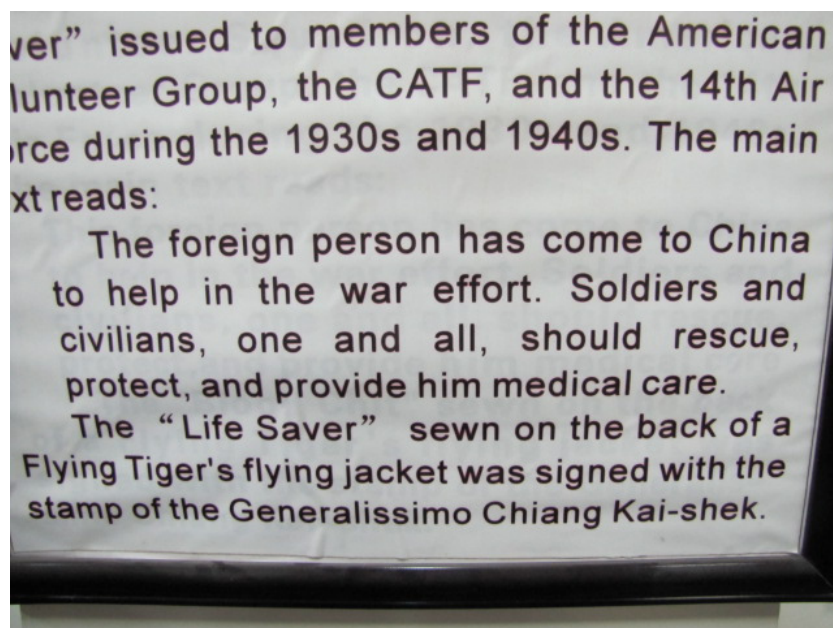 ver” issued to members of the American
lunteer Group, the CATF, and the 14th Air
orce during the 1930s and 1940s. The main
xt reads:
The foreign person has come to China
to help in the war effort. Soldiers and
civilians, one and all, should rescue,
protect, and provide him medical care.
The “Life Saver” sewn on the back of a
Flying Tiger's flying jacket was signed with the
stamp of the Generalissimo Chiang Kai-shek.